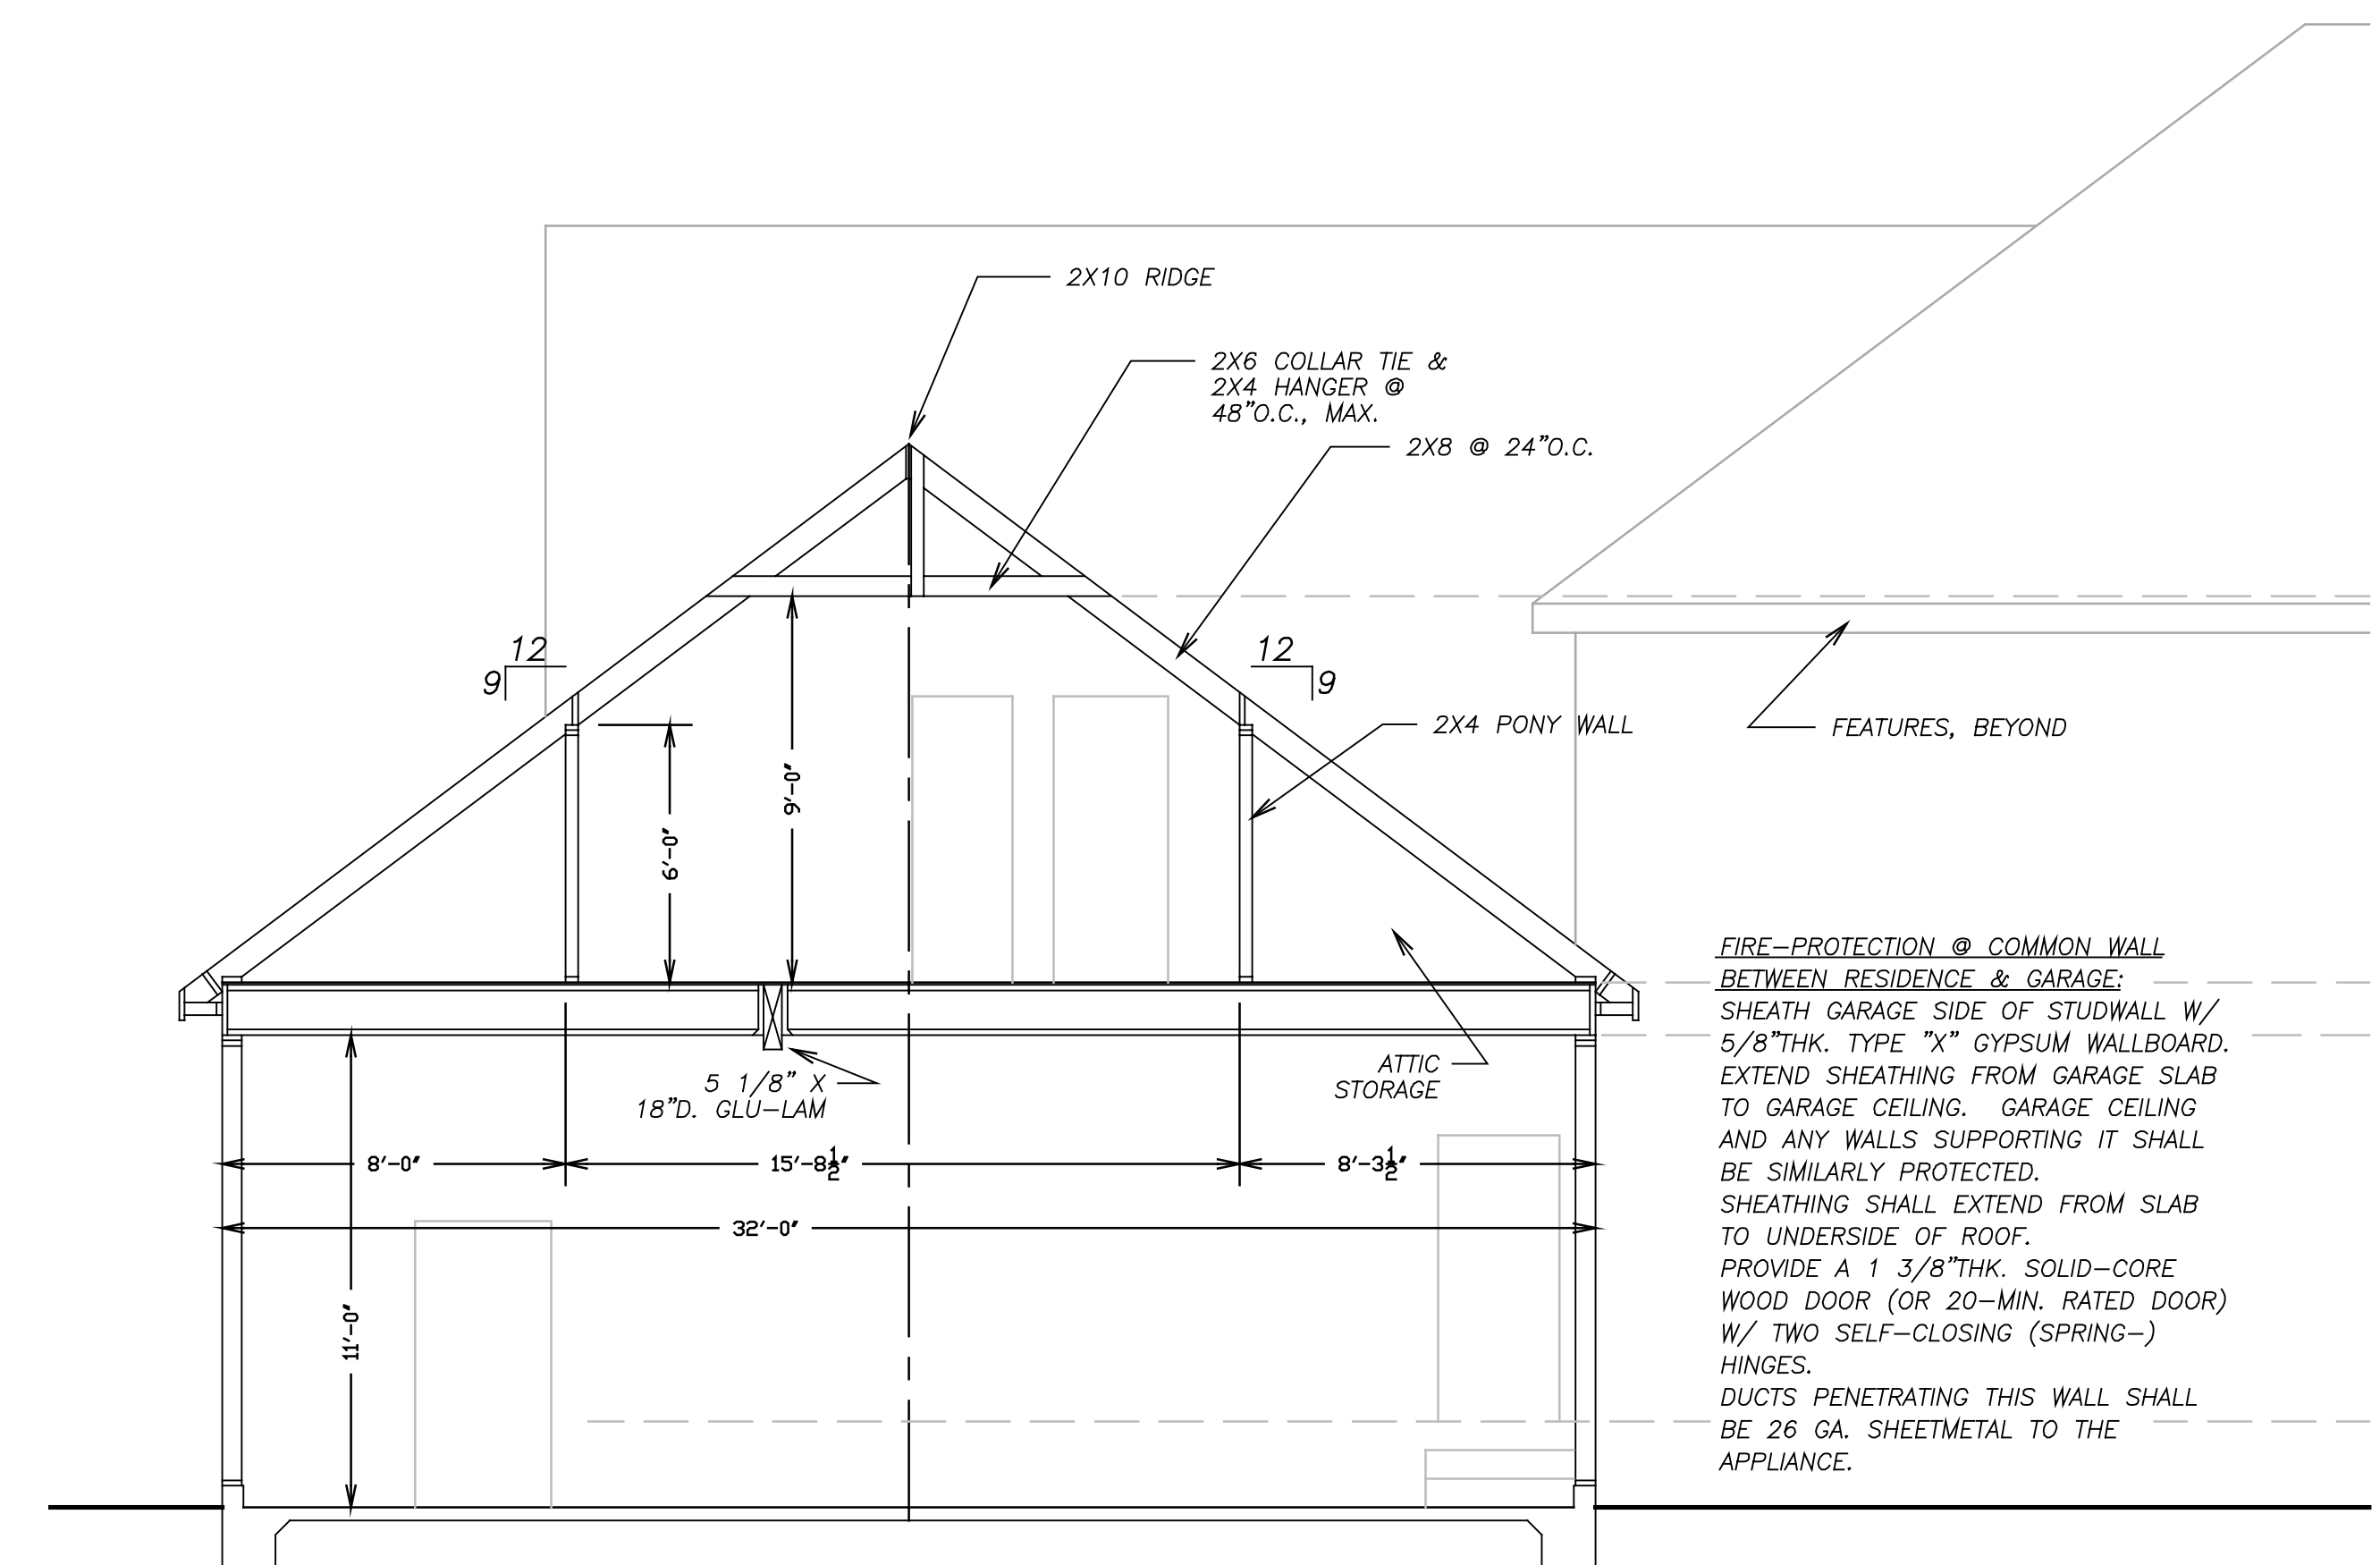 2X10 RIDGE
2X6 COLLAR TIE &
2X4 HANGER @
48"O.C., MAX.
2X8 @ 24"O.C.
12
9
12
9
2X4 PONY WALL
FEATURES, BEYOND
9'-0"
6'-0"
FIRE-PROTECTION @ COMMON WALL
BETWEEN RESIDENCE & GARAGE:
SHEATH GARAGE SIDE OF STUDWALL W/
5/8"THK. TYPE "X" GYPSUM WALLBOARD.
EXTEND SHEATHING FROM GARAGE SLAB
TO GARAGE CEILING. GARAGE CEILING
AND ANY WALLS SUPPORTING IT SHALL
BE SIMILARLY PROTECTED.
SHEATHING SHALL EXTEND FROM SLAB
TO UNDERSIDE OF ROOF.
PROVIDE A 1 3/8"THK. SOLID-CORE
WOOD DOOR (OR 20-MIN. RATED DOOR)
W/ TWO SELF-CLOSING (SPRING-)
HINGES.
DUCTS PENETRATING THIS WALL SHALL
BE 26 GA. SHEETMETAL TO THE
APPLIANCE.
ATTIC
STORAGE
5 1/8" X
18"D. GLU-LAM
8'-0"
15'-8 1/2"
8'-3 1/2"
32'-0"
11'-0"